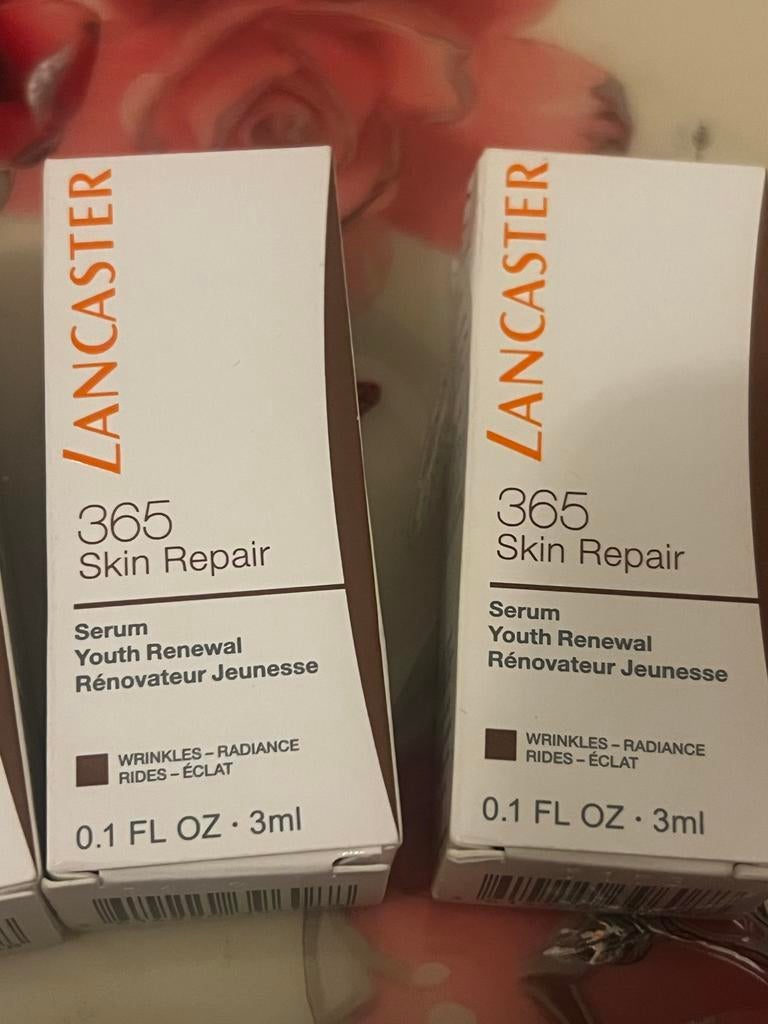 LANCASTER
365
Skin Repair
Serum
Youth Renewal
Rénovateur Jeunesse
WRINKLES – RADIANCE
RIDES – ÉCLAT
0.1 FL OZ · 3ml
LANCASTER
365
Skin Repair
Serum
Youth Renewal
Rénovateur Jeunesse
WRINKLES – RADIANCE
RIDES – ÉCLAT
0.1 FL OZ · 3ml